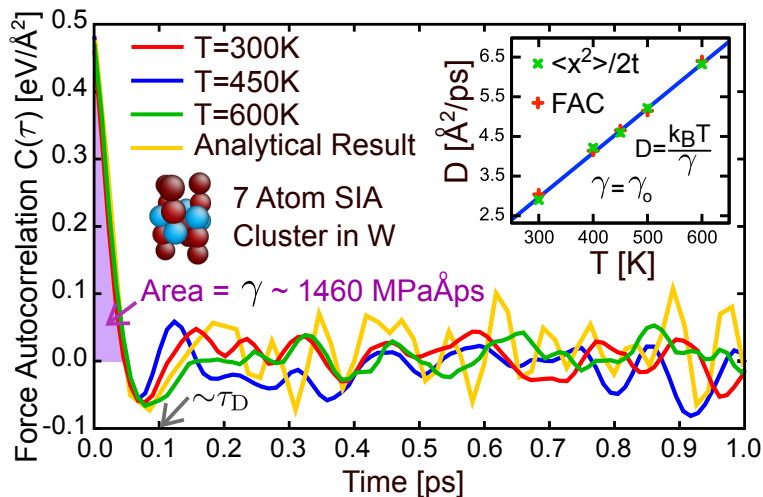 Force Autocorrelation C(τ) [eV/Å²]
0.5
0.4
0.3
0.2
0.1
0.0
-0.1
T=300K
T=450K
T=600K
Analytical Result
7 Atom SIA
Cluster in W
Area = γ ~ 1460 MPaÅps
~τD
0.0 0.1 0.2 0.3 0.4 0.5 0.6 0.7 0.8 0.9 1.0
Time [ps]
D [Å²/ps]
6.5
5.5
4.5
3.5
2.5
<x²>/2t
FAC
D=kBT/γ
γ=γo
300 400 500 600
T [K]